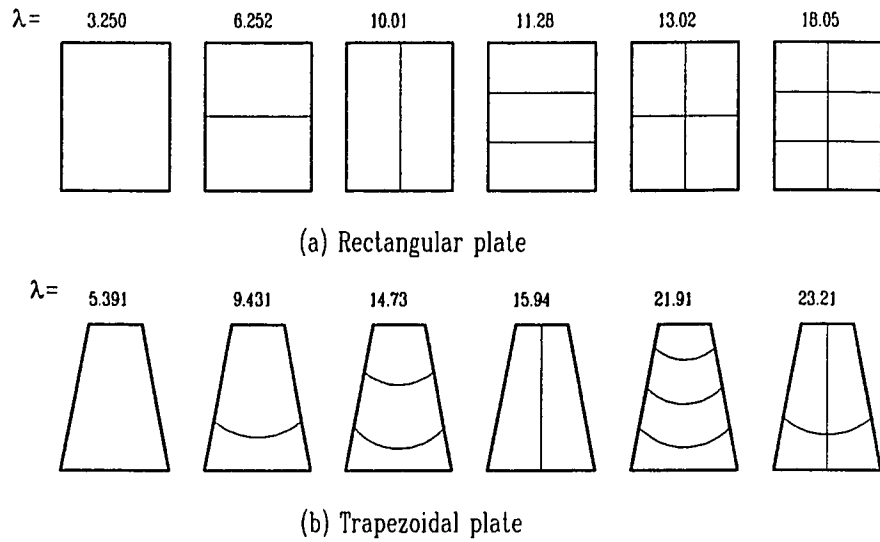 λ= 3.250 6.252 10.01 11.28 13.02 18.05
(a) Rectangular plate
λ= 5.391 9.431 14.73 15.94 21.91 23.21
(b) Trapezoidal plate